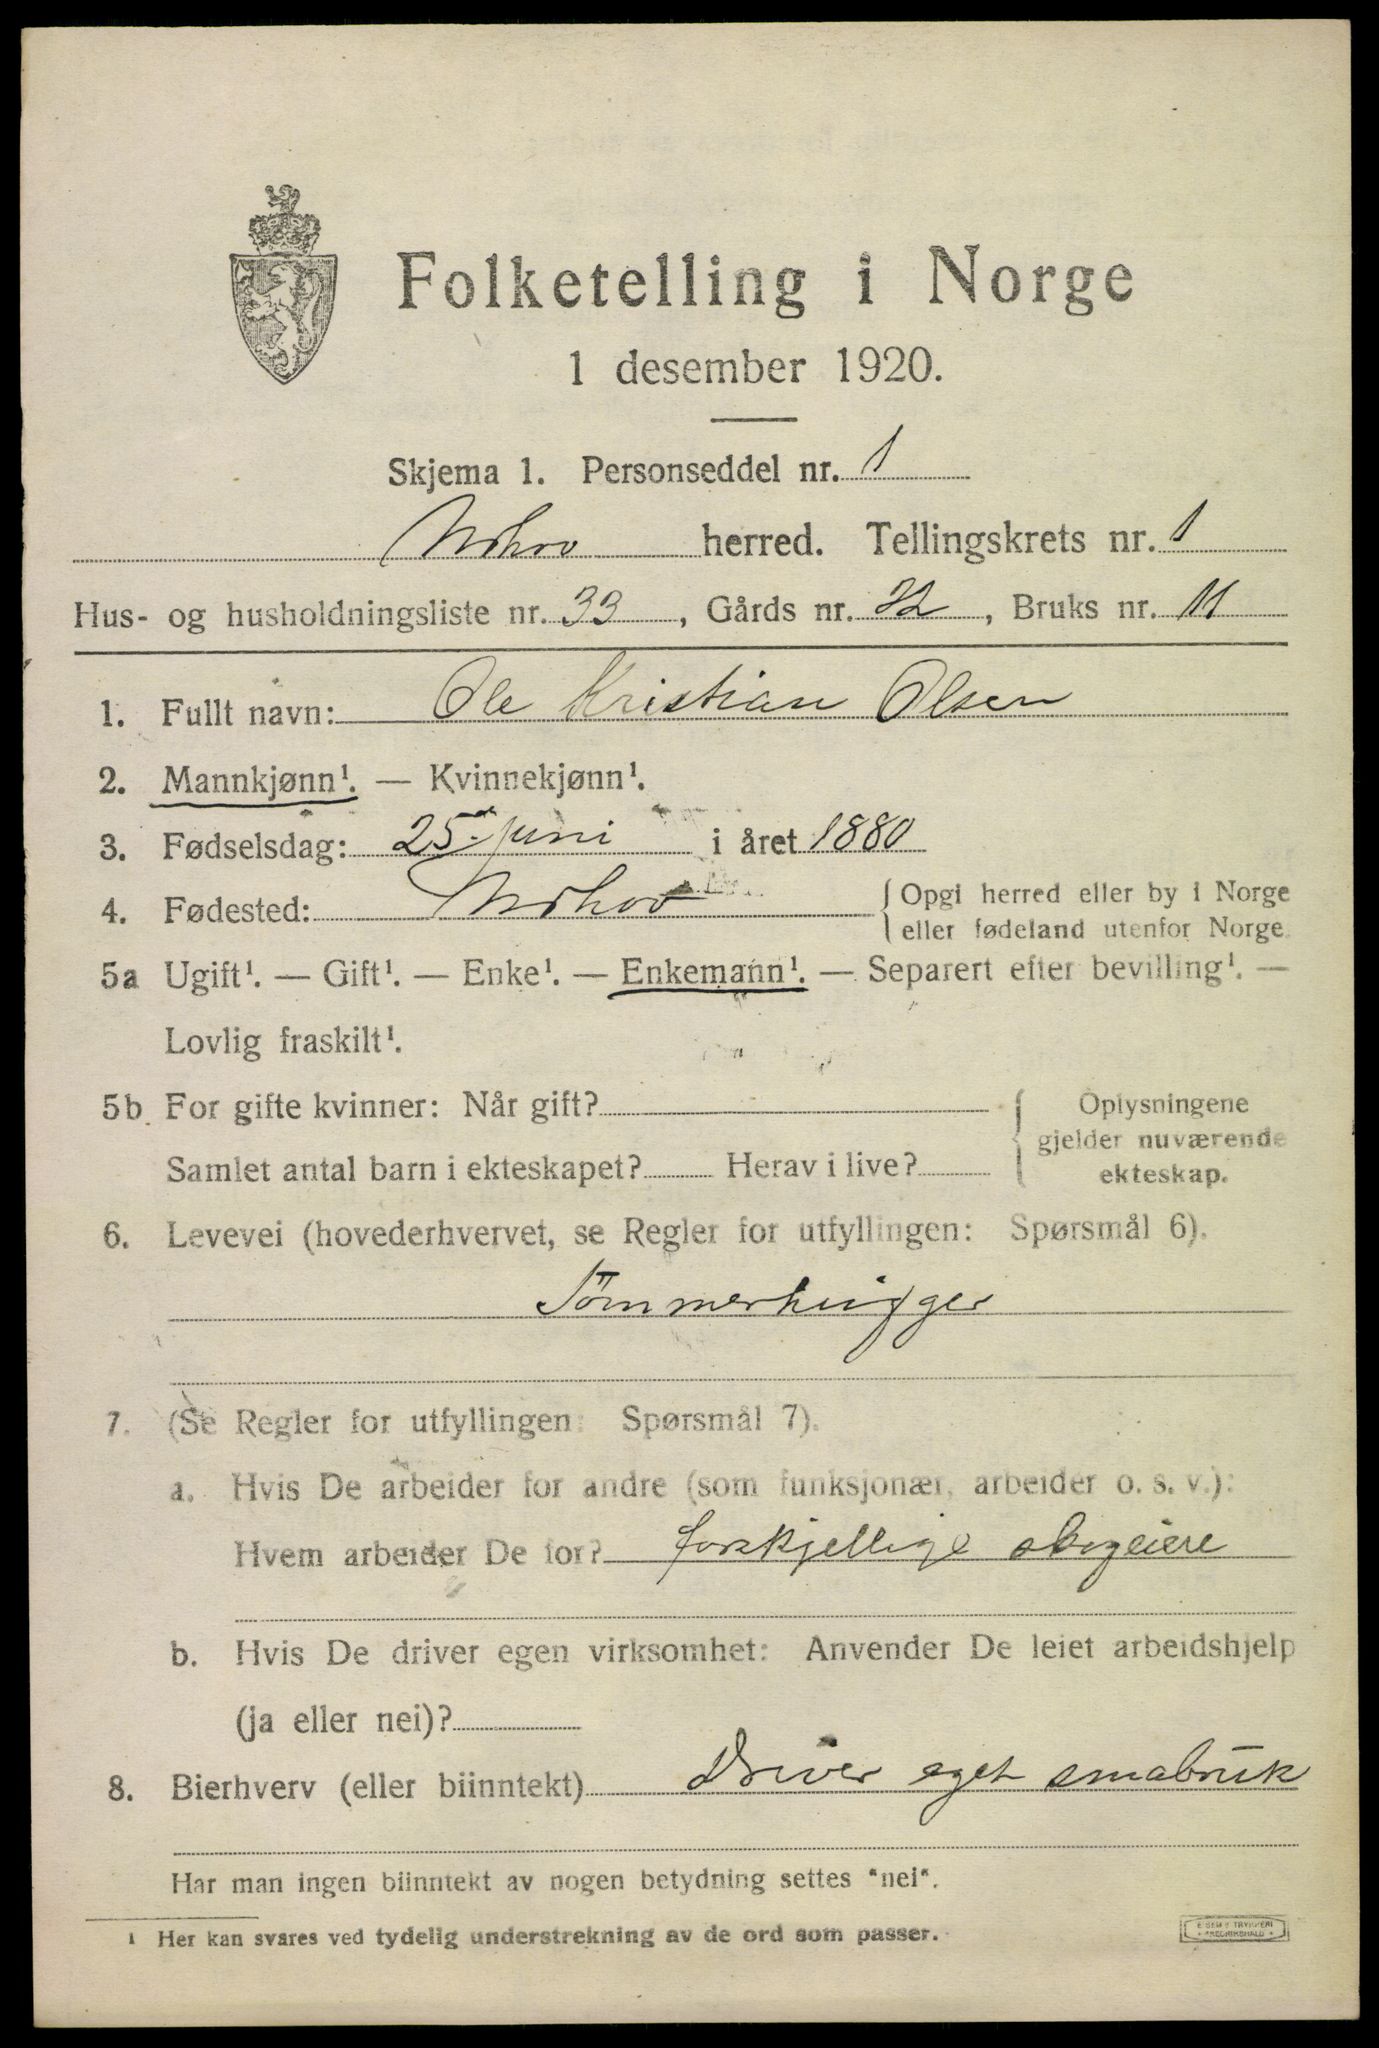 Folketelling i Norge
1 desember 1920.
Skjema 1. Personseddel nr. 1
herred. Tellingskrets nr. 1
Hus- og husholdningsliste nr. 33, Gårds nr. 72, Bruks nr. 11
1. Fullt navn: Ole Kristian Olsen
2. Mannkjønn¹. — Kvinnekjønn¹.
3. Fødselsdag: 25. juni i året 1880
4. Fødested: { Opgi herred eller by i Norge
eller fødeland utenfor Norge.
5a Ugift¹. — Gift¹. — Enke¹. — Enkemann¹. — Separert efter bevilling¹. —
Lovlig fraskilt¹.
5b For gifte kvinner: Når gift? { Oplysningene
gjelder nuværende
Samlet antal barn i ekteskapet? Herav i live? ekteskap.
6. Levevei (hovederhvervet, se Regler for utfyllingen: Spørsmål 6).
Tömmerhugger
7. (Se Regler for utfyllingen: Spørsmål 7).
a. Hvis De arbeider for andre (som funksjonær, arbeider o. s. v.):
Hvem arbeider De for? forskjellige skogeiere
b. Hvis De driver egen virksomhet: Anvender De leiet arbeidshjelp
(ja eller nei)?
8. Bierhverv (eller biinntekt) Driver eget smabruk
Har man ingen biinntekt av nogen betydning settes "nei".
¹ Her kan svares ved tydelig understrekning av de ord som passer.